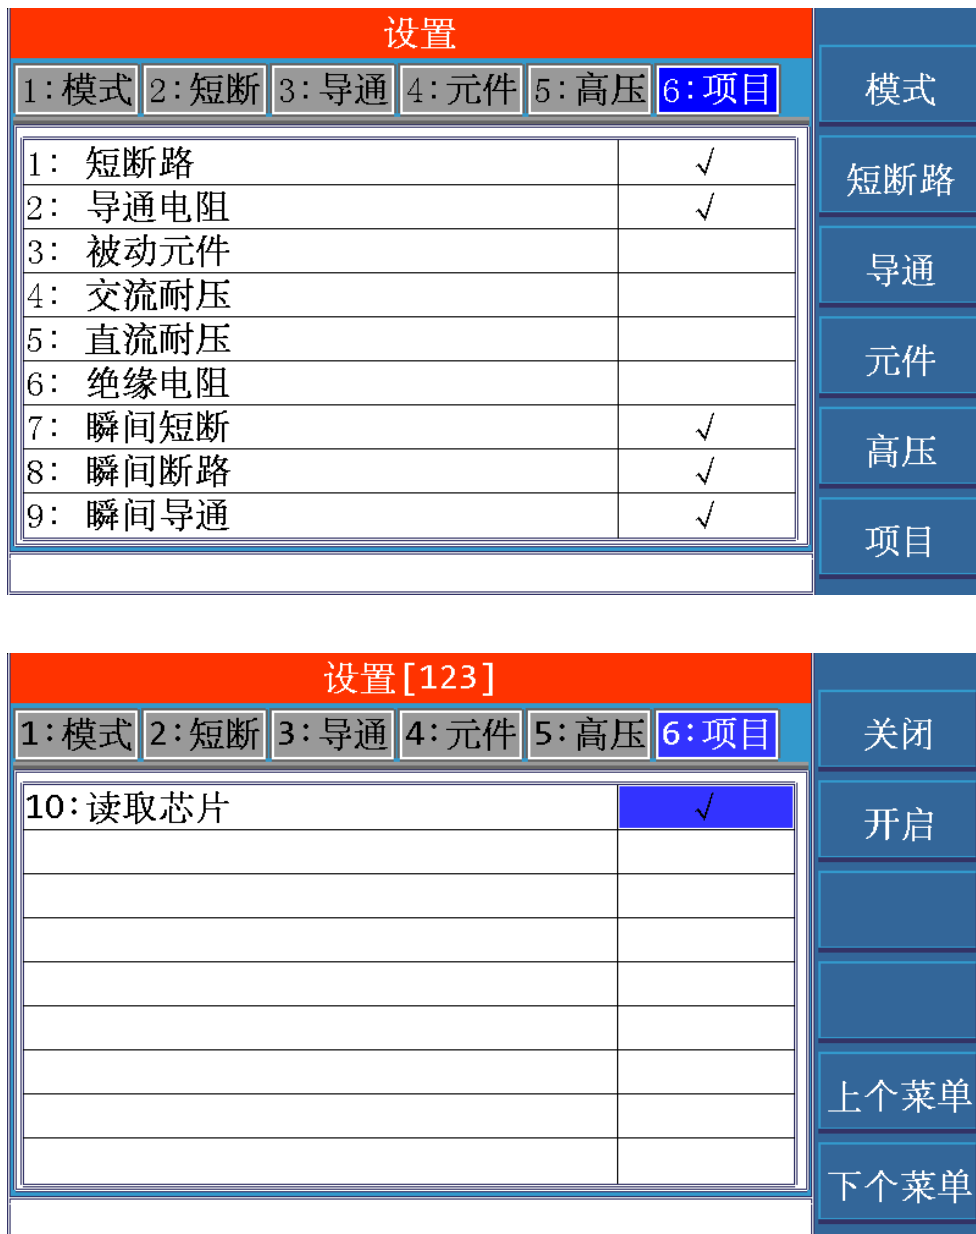 设置
1:模式 2:短断 3:导通 4:元件 5:高压 6:项目
1: 短断路 √
2: 导通电阻 √
3: 被动元件
4: 交流耐压
5: 直流耐压
6: 绝缘电阻
7: 瞬间短断 √
8: 瞬间断路 √
9: 瞬间导通 √
模式
短断路
导通
元件
高压
项目
设置[123]
1:模式 2:短断 3:导通 4:元件 5:高压 6:项目
10:读取芯片 √
关闭
开启
上个菜单
下个菜单